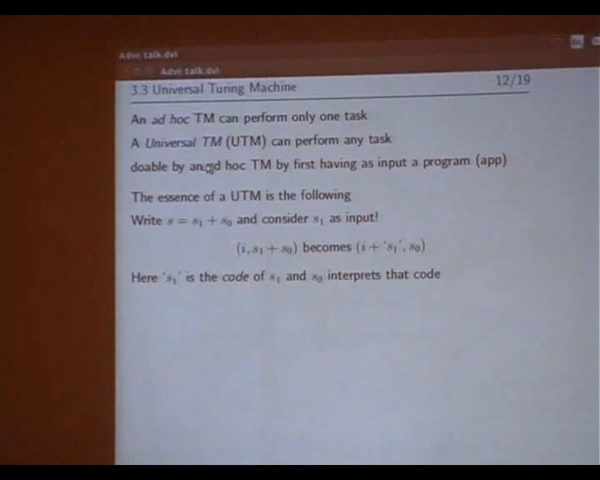 Advt talk.dvi
Advt talk.dvi
3.3 Universal Turing Machine 12/19
An ad hoc TM can perform only one task
A Universal TM (UTM) can perform any task
doable by an ad hoc TM by first having as input a program (app)
The essence of a UTM is the following
Write s = s₁ + s₀ and consider s₁ as input!
(i, s₁ + s₀) becomes (i + 's₁', s₀)
Here 's₁' is the code of s₁ and s₀ interprets that code